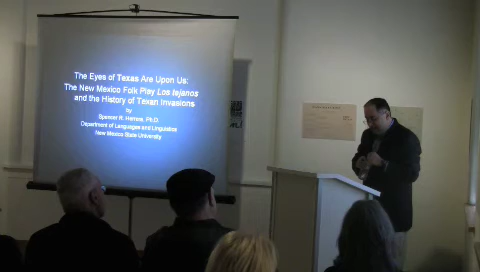 The Eyes of Texas Are Upon Us:
The New Mexico Folk Play Los tejanos
and the History of Texan Invasions
by
Spencer R. Herrera, Ph.D.
Department of Languages and Linguistics
New Mexico State University